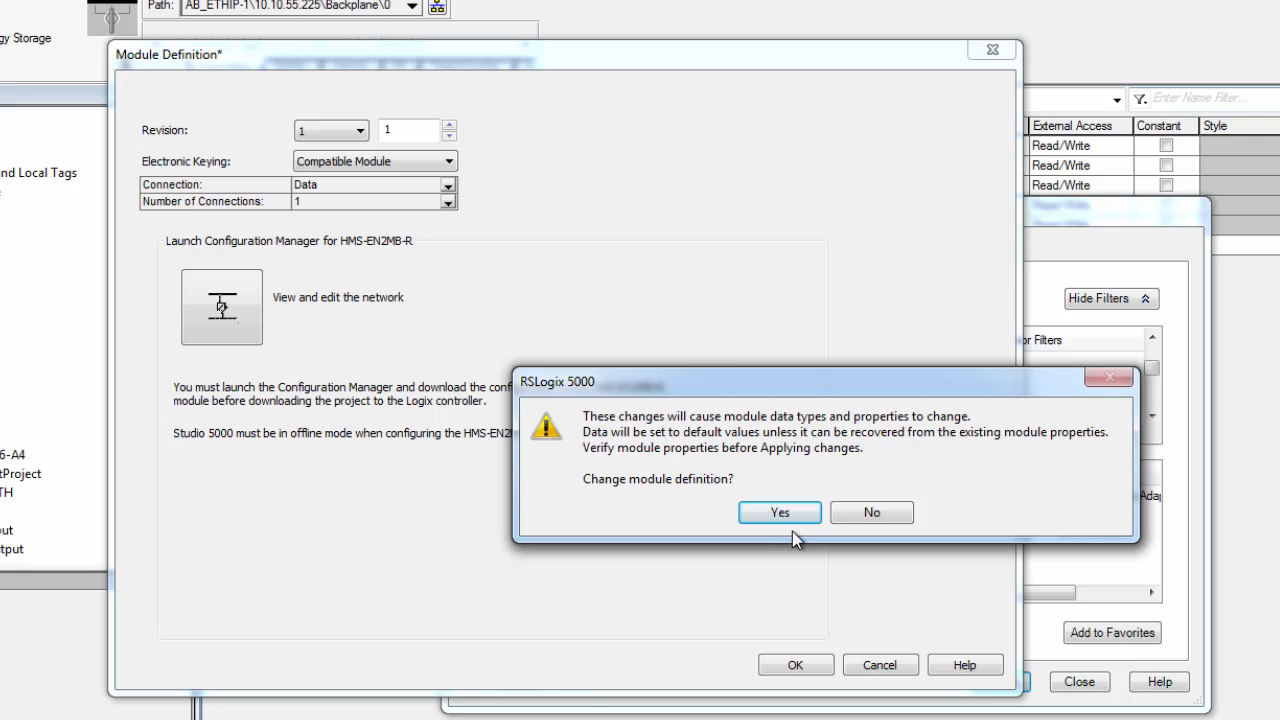 Path: AB_ETHIP-1\10.10.55.225\Backplane\0
gy Storage
Module Definition*
Enter Name Filter...
External Access Constant Style
Revision: 1 1
Read/Write
Electronic Keying: Compatible Module
Read/Write
and Local Tags
Connection: Data
Read/Write
Number of Connections: 1
Launch Configuration Manager for HMS-EN2MB-R
View and edit the network
Hide Filters
or Filters
You must launch the Configuration Manager and download the conf
module before downloading the project to the Logix controller.
Studio 5000 must be in offline mode when configuring the HMS-EN2
RSLogix 5000
These changes will cause module data types and properties to change.
Data will be set to default values unless it can be recovered from the existing module properties.
Verify module properties before Applying changes.
Change module definition?
Yes No
6-A4
tProject
TH
Adap
put
tput
Add to Favorites
OK Cancel Help
Close Help